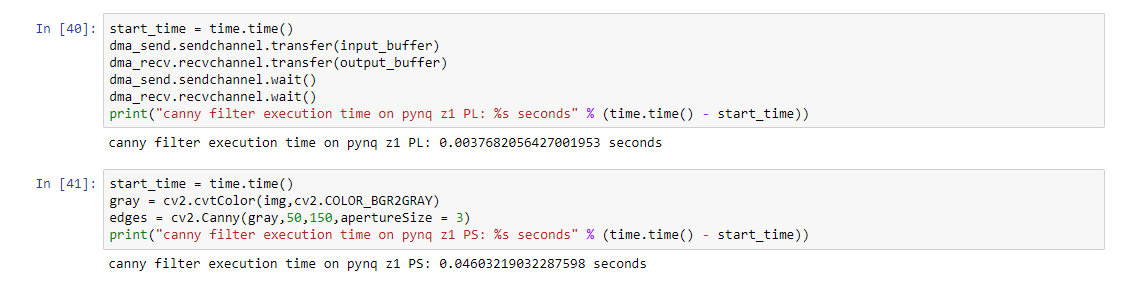 In [40]: start_time = time.time()
dma_send.sendchannel.transfer(input_buffer)
dma_recv.recvchannel.transfer(output_buffer)
dma_send.sendchannel.wait()
dma_recv.recvchannel.wait()
print("canny filter execution time on pynq z1 PL: %s seconds" % (time.time() - start_time))
canny filter execution time on pynq z1 PL: 0.0037682056427001953 seconds
In [41]: start_time = time.time()
gray = cv2.cvtColor(img,cv2.COLOR_BGR2GRAY)
edges = cv2.Canny(gray,50,150,apertureSize = 3)
print("canny filter execution time on pynq z1 PS: %s seconds" % (time.time() - start_time))
canny filter execution time on pynq z1 PS: 0.04603219032287598 seconds